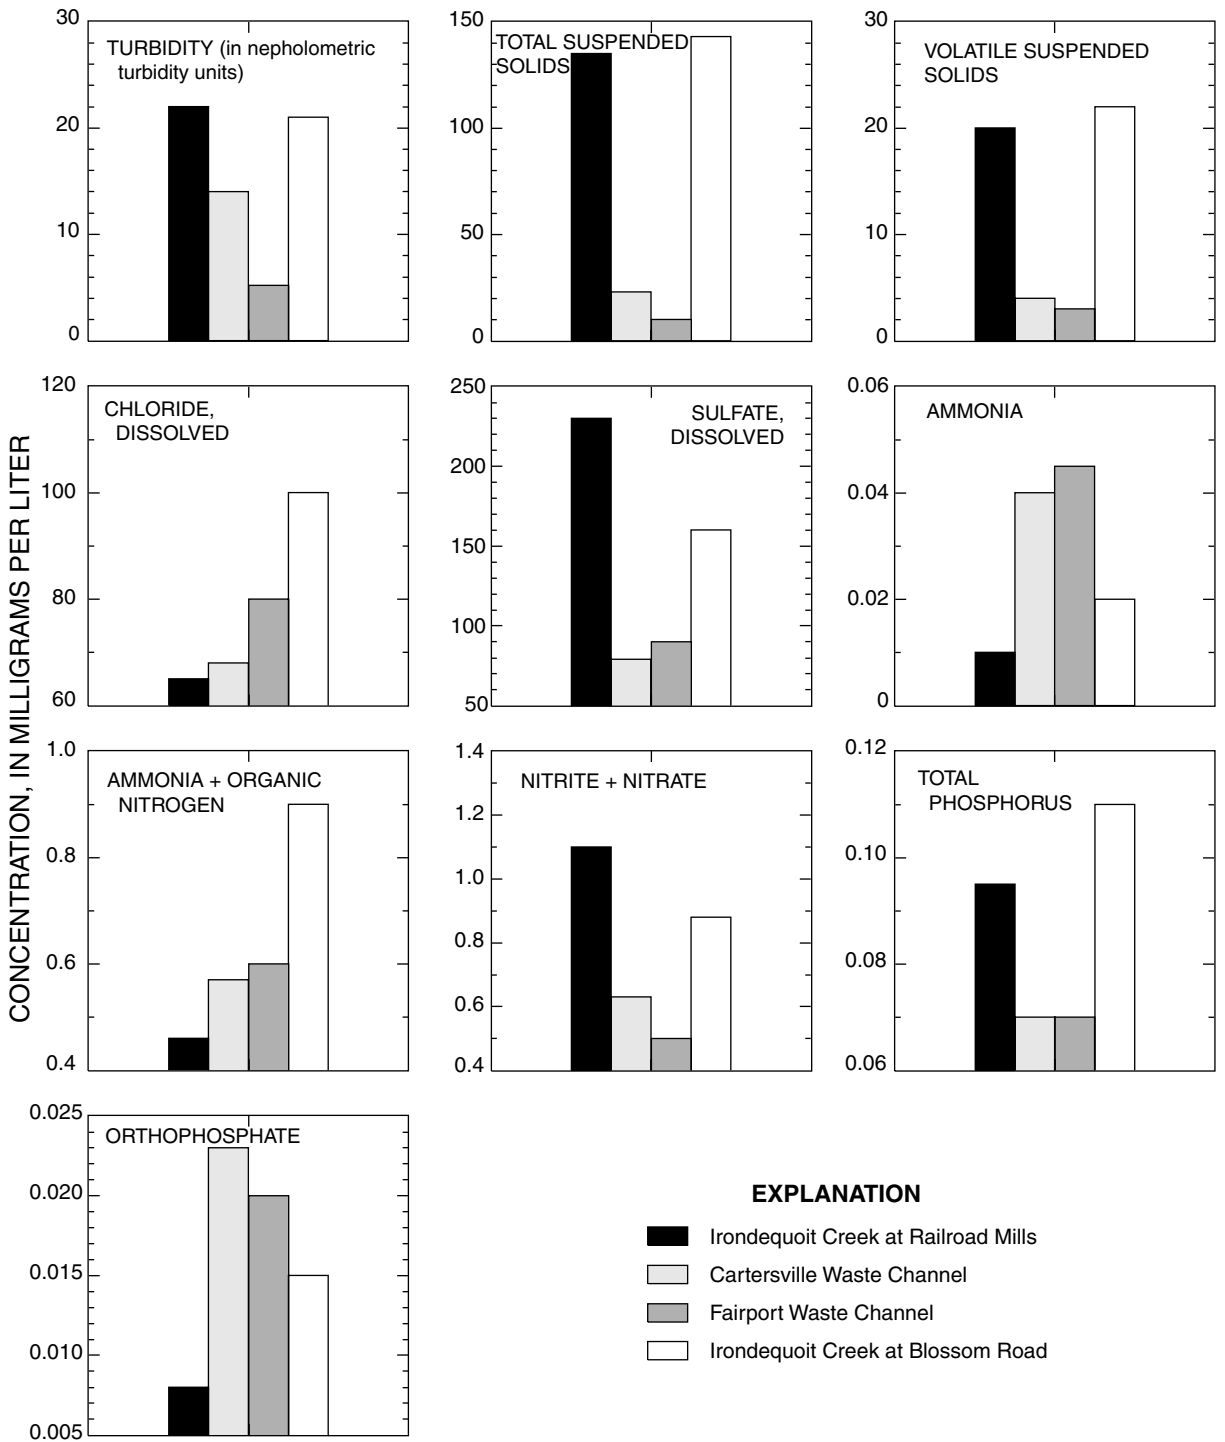 CONCENTRATION, IN MILLIGRAMS PER LITER
TURBIDITY (in nepholometric
turbidity units)
30
20
10
0
TOTAL SUSPENDED
SOLIDS
150
100
50
0
VOLATILE SUSPENDED
SOLIDS
30
20
10
0
CHLORIDE,
DISSOLVED
120
100
80
60
SULFATE,
DISSOLVED
250
200
150
100
50
AMMONIA
0.06
0.04
0.02
0
AMMONIA + ORGANIC
NITROGEN
1.0
0.8
0.6
0.4
NITRITE + NITRATE
1.4
1.2
1.0
0.8
0.6
0.4
TOTAL
PHOSPHORUS
0.12
0.10
0.08
0.06
ORTHOPHOSPHATE
0.025
0.020
0.015
0.010
0.005
EXPLANATION
Irondequoit Creek at Railroad Mills
Cartersville Waste Channel
Fairport Waste Channel
Irondequoit Creek at Blossom Road